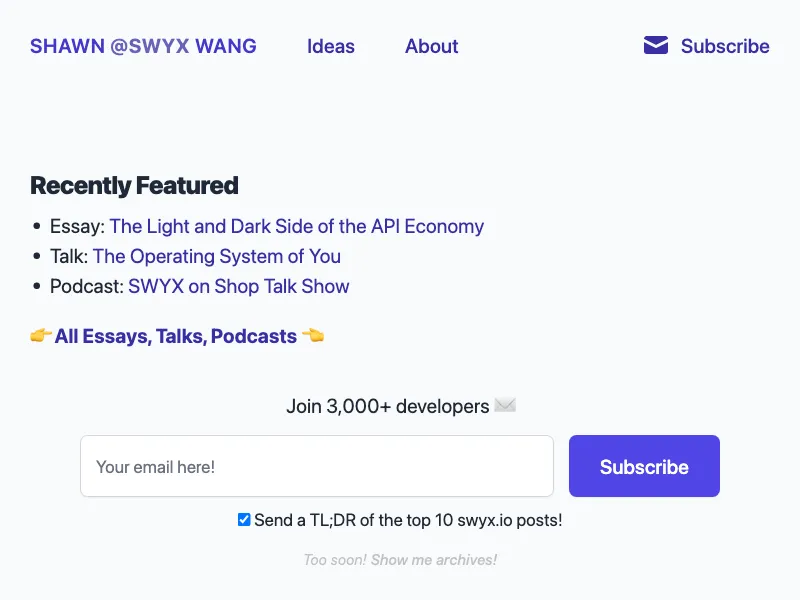 SHAWN @SWYX WANG Ideas About Subscribe
Recently Featured
• Essay: The Light and Dark Side of the API Economy
• Talk: The Operating System of You
• Podcast: SWYX on Shop Talk Show
👉All Essays, Talks, Podcasts 👈
Join 3,000+ developers ✉️
Your email here! Subscribe
Send a TL;DR of the top 10 swyx.io posts!
Too soon! Show me archives!